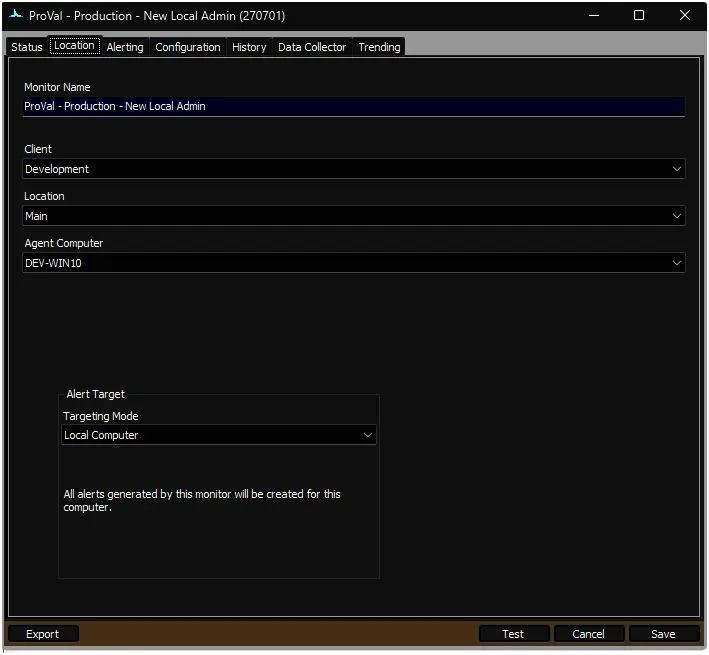 ProVal - Production - New Local Admin (270701)
Status Location Alerting Configuration History Data Collector Trending
Monitor Name
ProVal - Production - New Local Admin
Client
Development
Location
Main
Agent Computer
DEV-WIN10
Alert Target
Targeting Mode
Local Computer
All alerts generated by this monitor will be created for this
computer.
Export Test Cancel Save